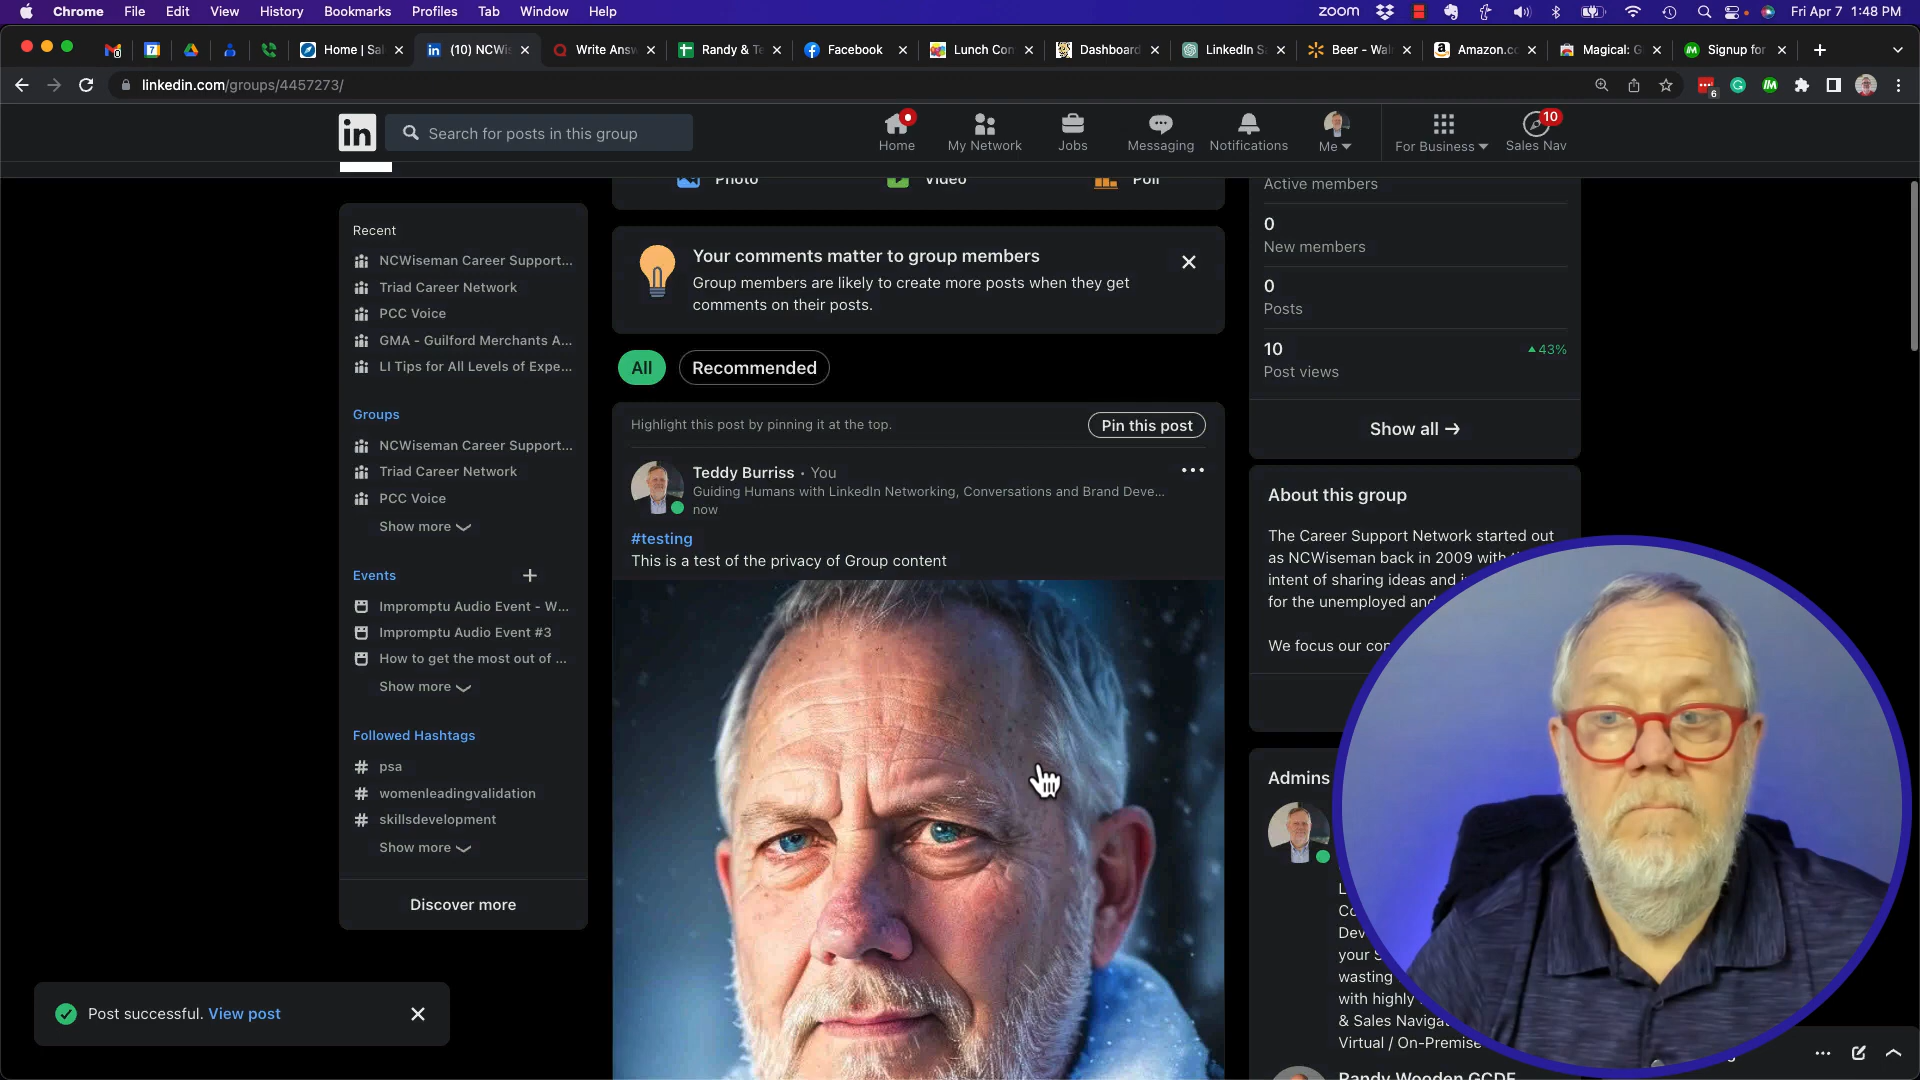 Chrome File Edit View History Bookmarks Profiles Tab Window Help
zoom Fri Apr 7 1:48 PM
Home | Sal
(10) NCWis
Write Answ
Randy & Te
Facebook
Lunch Con
Dashboard
LinkedIn S
Beer - Wal
Amazon.co
Magical: G
Signup for
linkedin.com/groups/4457273/
6
in
Search for posts in this group
Home
My Network
Jobs
Messaging
Notifications
Me
For Business
10
Sales Nav
Photo
Video
Poll
Recent
NCWiseman Career Support...
Triad Career Network
PCC Voice
GMA - Guilford Merchants A...
LI Tips for All Levels of Expe...
Groups
NCWiseman Career Support...
Triad Career Network
PCC Voice
Show more
Events
Impromptu Audio Event - W...
Impromptu Audio Event #3
How to get the most out of ...
Show more
Followed Hashtags
# psa
# womenleadingvalidation
# skillsdevelopment
Show more
Discover more
Post successful. View post
Your comments matter to group members
Group members are likely to create more posts when they get
comments on their posts.
All
Recommended
Highlight this post by pinning it at the top.
Pin this post
Teddy Burriss • You
Guiding Humans with LinkedIn Networking, Conversations and Brand Deve...
now
#testing
This is a test of the privacy of Group content
Active members
0
New members
0
Posts
10
43%
Post views
Show all →
About this group
The Career Support Network started out
as NCWiseman back in 2009 with
intent of sharing ideas and
for the unemployed and
We focus our
Admins
Dev
your S
wasting
with highly
& Sales Naviga
Virtual / On-Premise
Randy Wooden GCDF